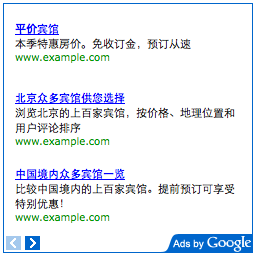 平价宾馆
本季特惠房价。免收订金，预订从速
www.example.com
北京众多宾馆供您选择
浏览北京的上百家宾馆，按价格、地理位置和
用户评论排序
www.example.com
中国境内众多宾馆一览
比较中国境内的上百家宾馆。提前预订可享受
特别优惠！
www.example.com
Ads by Google